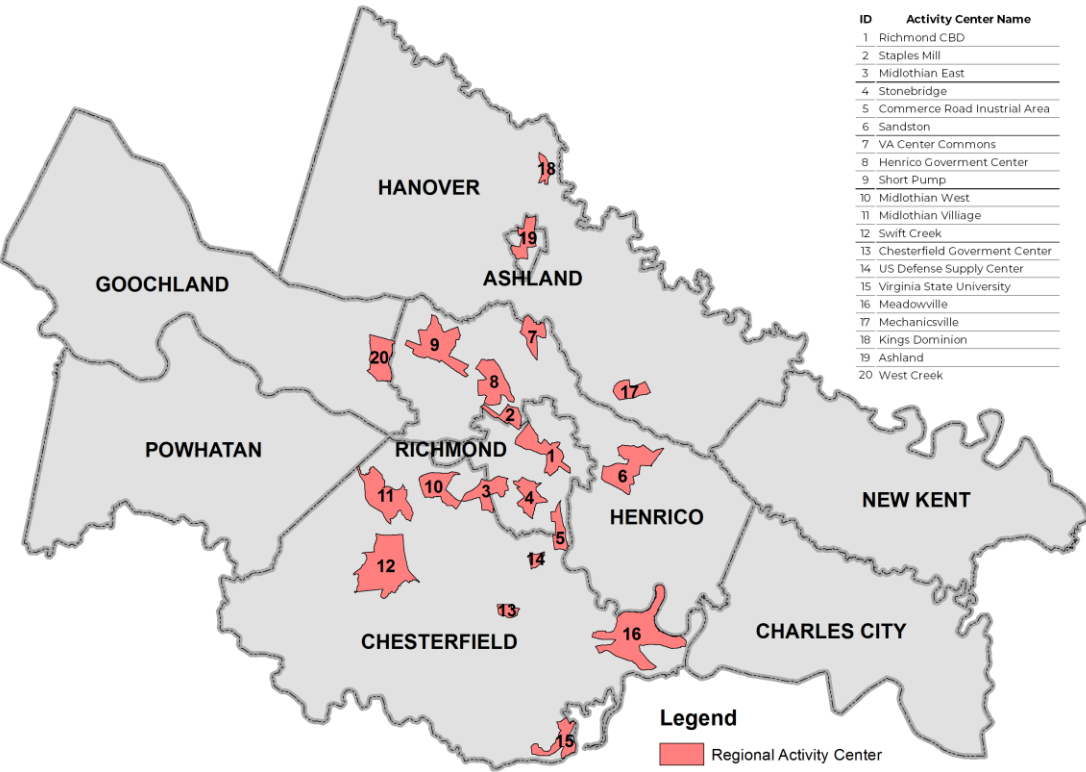 ID Activity Center Name
1 Richmond CBD
2 Staples Mill
3 Midlothian East
4 Stonebridge
5 Commerce Road Inustrial Area
6 Sandston
7 VA Center Commons
8 Henrico Goverment Center
9 Short Pump
10 Midlothian West
11 Midlothian Villiage
12 Swift Creek
13 Chesterfield Goverment Center
14 US Defense Supply Center
15 Virginia State University
16 Meadowville
17 Mechanicsville
18 Kings Dominion
19 Ashland
20 West Creek
18
HANOVER
19
ASHLAND
GOOCHLAND
7
9
20
8
17
2
RICHMOND
POWHATAN
1
6
11
10
3
4
NEW KENT
HENRICO
5
14
12
13
CHESTERFIELD
16
CHARLES CITY
15
Legend
Regional Activity Center